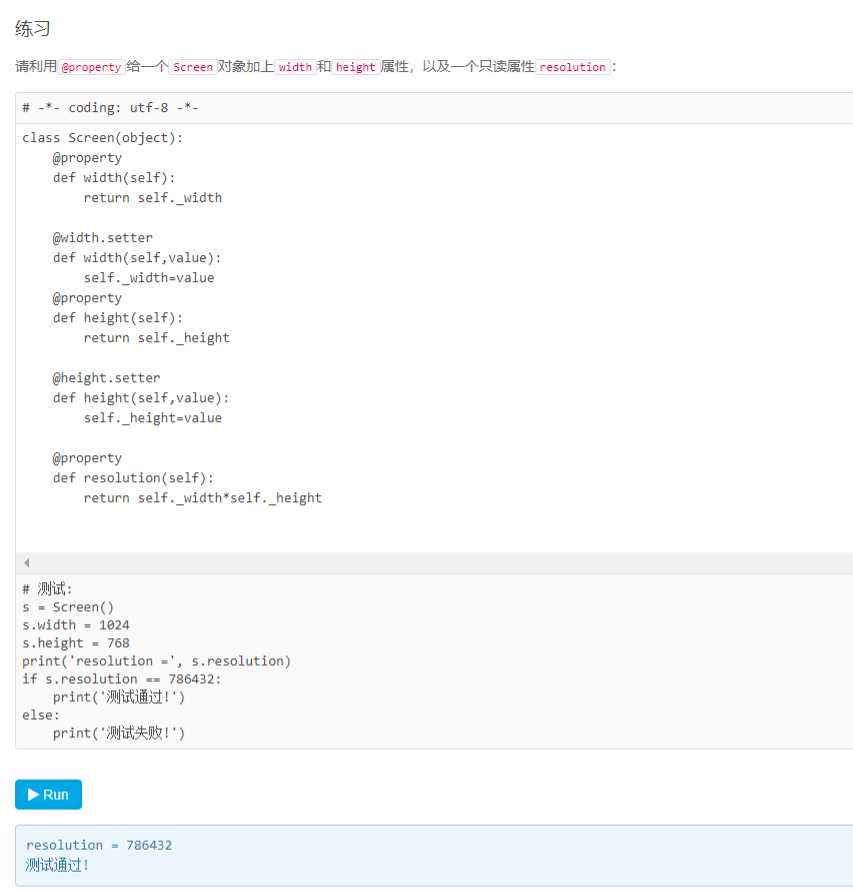 练习
请利用@property给一个Screen对象加上width和height属性，以及一个只读属性resolution：
# -*- coding: utf-8 -*-
class Screen(object):
    @property
    def width(self):
        return self._width
    @width.setter
    def width(self,value):
        self._width=value
    @property
    def height(self):
        return self._height
    @height.setter
    def height(self,value):
        self._height=value
    @property
    def resolution(self):
        return self._width*self._height
# 测试:
s = Screen()
s.width = 1024
s.height = 768
print('resolution =', s.resolution)
if s.resolution == 786432:
    print('测试通过!')
else:
    print('测试失败!')
Run
resolution = 786432
测试通过!